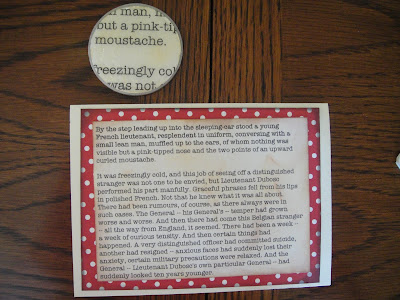 man, m
out a pink-tip
moustache.
freezingly cold
was not
By the step leading up into the sleeping-car stood a young
French lieutenant, resplendent in uniform, conversing with a
small lean man, muffled up to the ears, of whom nothing was
visible but a pink-tipped nose and the two points of an upward
curled moustache.
It was freezingly cold, and this job of seeing off a distinguished
stranger was not one to be envied, but Lieutenant Dubosc
performed his part manfully. Graceful phrases fell from his lips
in polished French. Not that he knew what it was all about.
There had been rumours, of course, as there always were in
such cases. The General – his General's – temper had grown
worse and worse. And then there had come this Belgian stranger
– all the way from England, it seemed. There had been a week –
a week of curious tensity. And then certain things had
happened. A very distinguished officer had committed suicide,
another had resigned – anxious faces had suddenly lost their
anxiety, certain military precautions were relaxed. And the
General – Lieutenant Dubosc's own particular General – had
suddenly looked ten years younger.